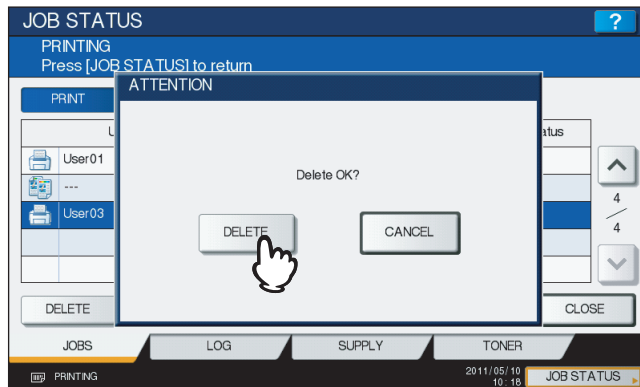 JOB STATUS
?
PRINTING
Press [JOB STATUS] to return
ATTENTION
PRINT
atus
User01
---
User03
Delete OK?
DELETE
CANCEL
4
4
DELETE
CLOSE
JOBS
LOG
SUPPLY
TONER
PRINTING
2011/05/10
10:18
JOB STATUS